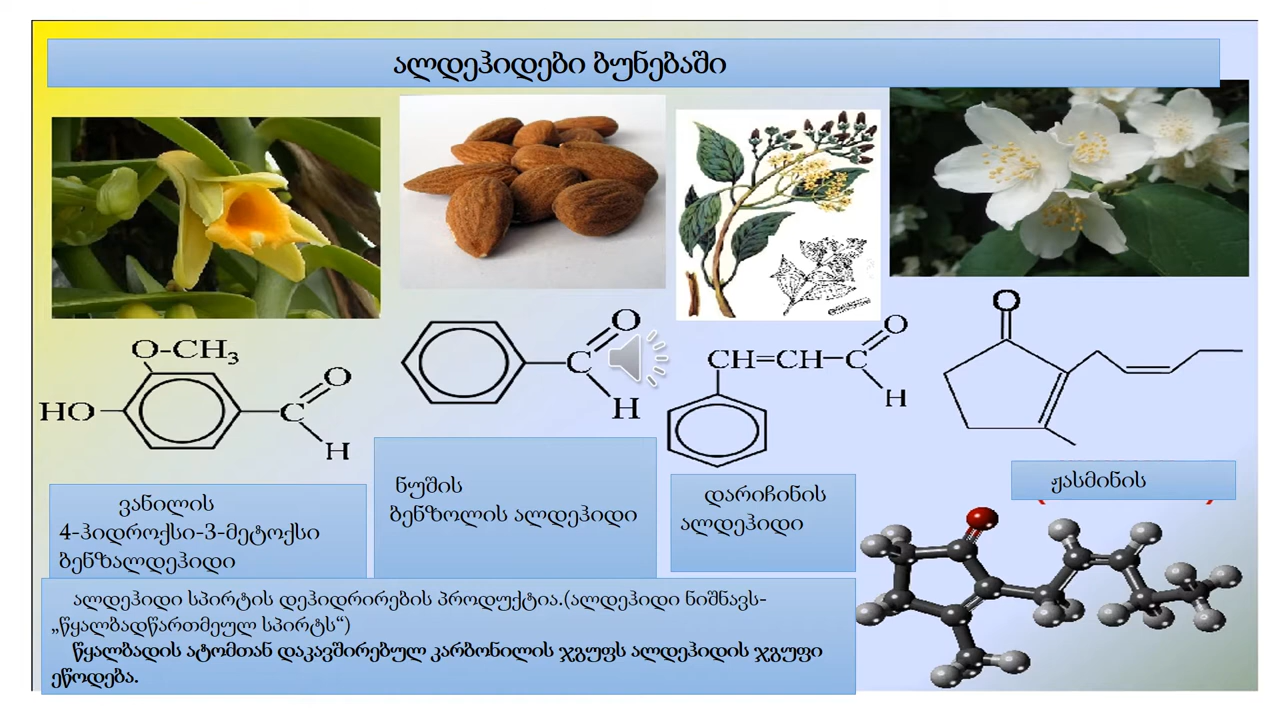 ალდეჰიდები ბუნებაში
O-CH3
HO
C
O
H
C
O
H
CH=CH-C
O
H
O
ვანილის
4-ჰიდროქსი-3-მეტოქსი
ბენზალდეჰიდი
ნუშის
ბენზოლის ალდეჰიდი
დარიჩინის
ალდეჰიდი
ჟასმინის
ალდეჰიდი სპირტის დეჰიდრირების პროდუქტია.(ალდეჰიდი ნიშნავს-
„წყალბადწართმეულ სპირტს“)
წყალბადის ატომთან დაკავშირებულ კარბონილის ჯგუფს ალდეჰიდის ჯგუფი
ეწოდება.